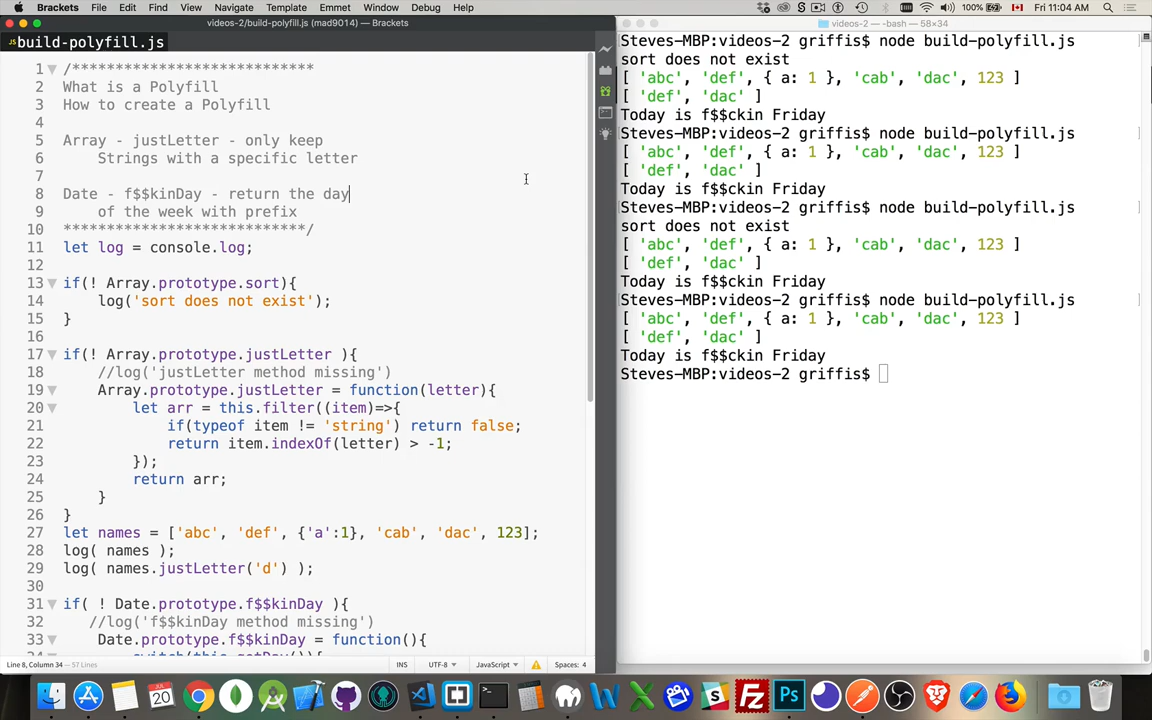 Brackets File Edit Find View Navigate Templates Emmet Window Debug Help 100% Fri 11:04 AM
videos-2/build-polyfill.js (mad9014) — Brackets
videos-2 — -bash — 58×34
build-polyfill.js
1 /***************************
2 What is a Polyfill
3 How to create a Polyfill
4
5 Array - justLetter - only keep
6 Strings with a specific letter
7
8 Date - f$$kinDay - return the day
9 of the week with prefix
10 ****************************/
11 let log = console.log;
12
13 if(! Array.prototype.sort){
14 log('sort does not exist');
15 }
16
17 if(! Array.prototype.justLetter ){
18 //log('justLetter method missing')
19 Array.prototype.justLetter = function(letter){
20 let arr = this.filter((item)=>{
21 if(typeof item != 'string') return false;
22 return item.indexOf(letter) > -1;
23 });
24 return arr;
25 }
26 }
27 let names = ['abc', 'def', {'a':1}, 'cab', 'dac', 123];
28 log( names );
29 log( names.justLetter('d') );
30
31 if( ! Date.prototype.f$$kinDay ){
32 //log('f$$kinDay method missing')
33 Date.prototype.f$$kinDay = function(){
Line 8, Column 34 — 57 Lines
INS UTF-8 JavaScript Spaces: 4
Steves-MBP:videos-2 griffis$ node build-polyfill.js
sort does not exist
[ 'abc', 'def', { a: 1 }, 'cab', 'dac', 123 ]
[ 'def', 'dac' ]
Today is f$$ckin Friday
Steves-MBP:videos-2 griffis$ node build-polyfill.js
[ 'abc', 'def', { a: 1 }, 'cab', 'dac', 123 ]
[ 'def', 'dac' ]
Today is f$$ckin Friday
Steves-MBP:videos-2 griffis$ node build-polyfill.js
sort does not exist
[ 'abc', 'def', { a: 1 }, 'cab', 'dac', 123 ]
[ 'def', 'dac' ]
Today is f$$ckin Friday
Steves-MBP:videos-2 griffis$ node build-polyfill.js
[ 'abc', 'def', { a: 1 }, 'cab', 'dac', 123 ]
[ 'def', 'dac' ]
Today is f$$ckin Friday
Steves-MBP:videos-2 griffis$